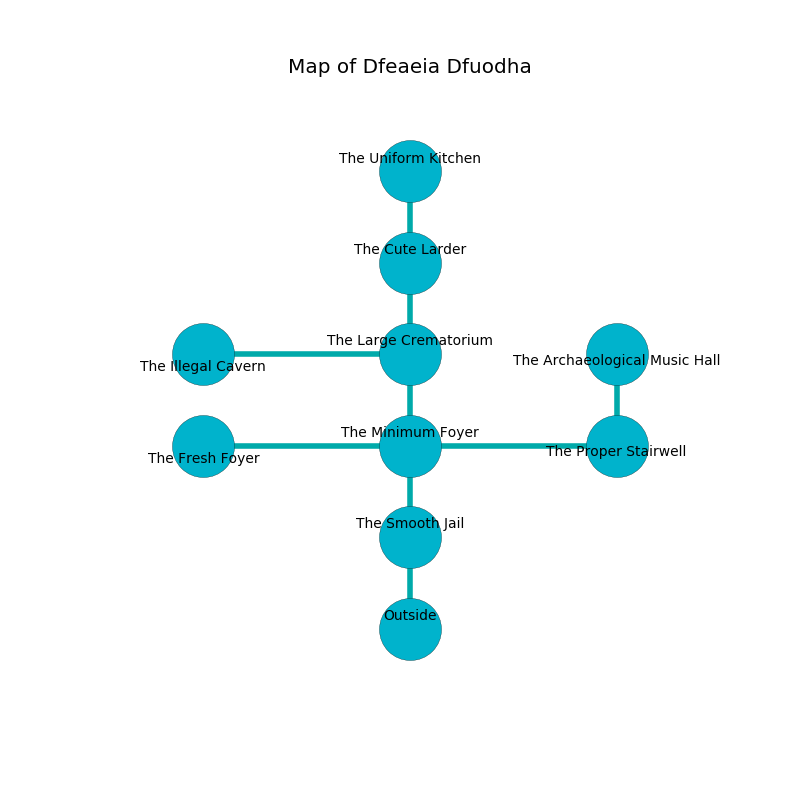 Map of Dfeaeia Dfuodha
The Uniform Kitchen
The Cute Larder
The Large Crematorium
The Illegal Cavern
The Archaeological Music Hall
The Minimum Foyer
The Fresh Foyer
The Proper Stairwell
The Smooth Jail
Outside